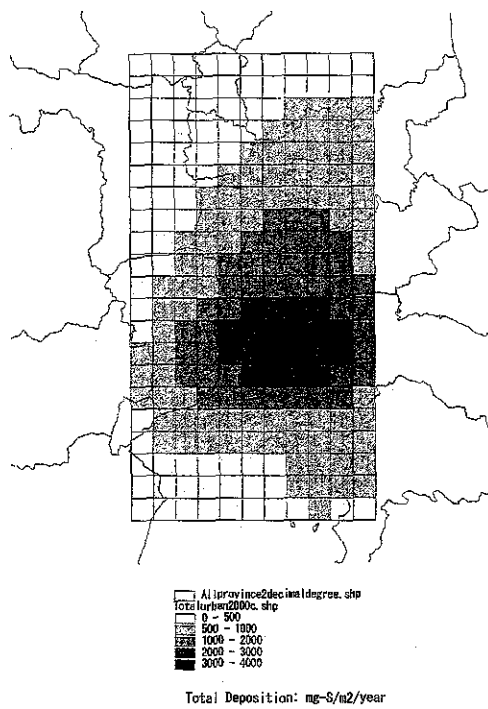 Allprovince2decimaldegree.shp
Totalurban2000c.shp
0 - 500
500 - 1000
1000 - 2000
2000 - 3000
3000 - 4000
Total Deposition: mg-S/m2/year